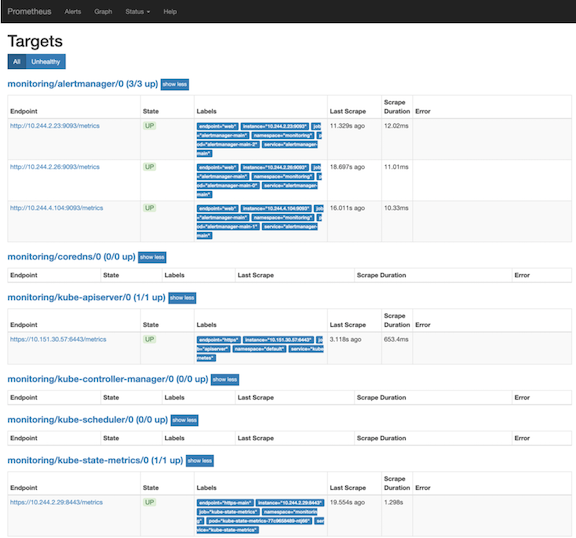 Prometheus Alerts Graph Status Help
Targets
All Unhealthy
monitoring/alertmanager/0 (3/3 up) show less
Endpoint State Labels Last Scrape Scrape Duration Error
http://10.244.2.23:9093/metrics UP endpoint="web" instance="10.244.2.23:9093" job
="alertmanager-main" namespace="monitoring" p
od="alertmanager-main-2" service="alertmanager-
main" 11.329s ago 12.02ms
http://10.244.2.26:9093/metrics UP endpoint="web" instance="10.244.2.26:9093" job
="alertmanager-main" namespace="monitoring" p
od="alertmanager-main-0" service="alertmanager-
main" 18.697s ago 11.01ms
http://10.244.4.104:9093/metrics UP endpoint="web" instance="10.244.4.104:9093" job
="alertmanager-main" namespace="monitoring" p
od="alertmanager-main-1" service="alertmanager-
main" 16.011s ago 10.33ms
monitoring/coredns/0 (0/0 up) show less
Endpoint State Labels Last Scrape Scrape Duration Error
monitoring/kube-apiserver/0 (1/1 up) show less
Endpoint State Labels Last Scrape Scrape Duration Error
https://10.151.30.57:6443/metrics UP endpoint="https" instance="10.151.30.57:6443" jo
b="apiserver" namespace="default" service="kube
rnetes" 3.118s ago 653.4ms
monitoring/kube-controller-manager/0 (0/0 up) show less
Endpoint State Labels Last Scrape Scrape Duration Error
monitoring/kube-scheduler/0 (0/0 up) show less
Endpoint State Labels Last Scrape Scrape Duration Error
monitoring/kube-state-metrics/0 (1/1 up) show less
Endpoint State Labels Last Scrape Scrape Duration Error
https://10.244.2.29:8443/metrics UP endpoint="https-main" instance="10.244.2.29:8443"
job="kube-state-metrics" namespace="monitorin
g" ser
vice="kube-state-metrics" 19.554s ago 1.298s